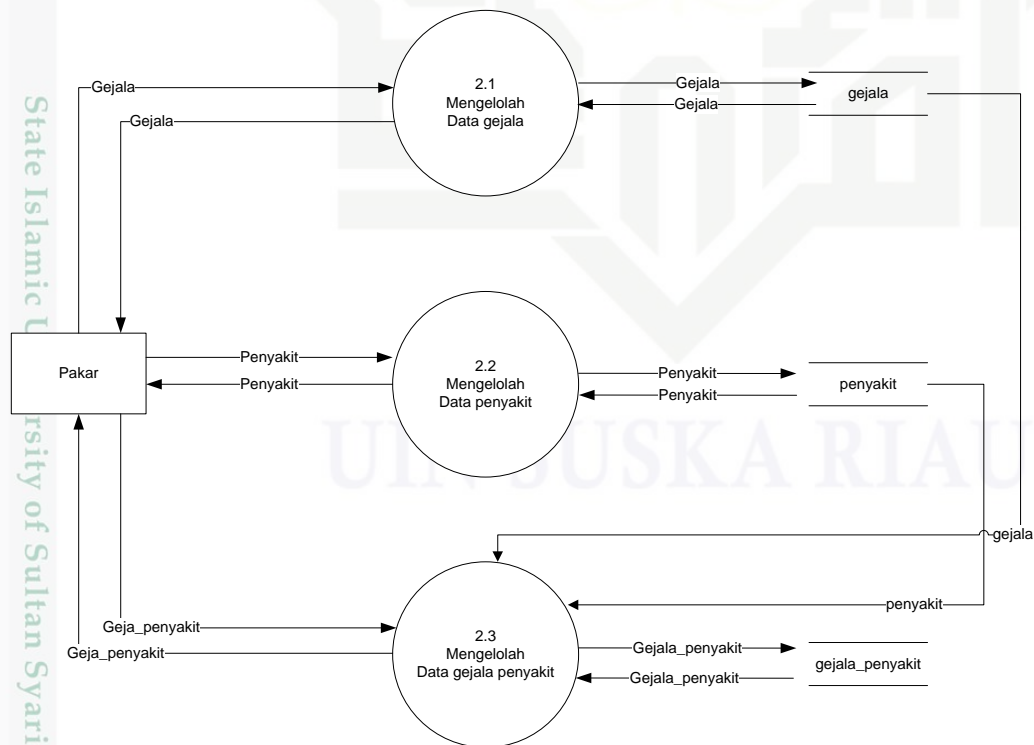 Gejala
Gejala
2.1
Mengelolah
Data gejala
Gejala
Gejala
gejala
Pakar
Penyakit
Penyakit
2.2
Mengelolah
Data penyakit
Penyakit
Penyakit
penyakit
gejala
penyakit
Geja_penyakit
Geja_penyakit
2.3
Mengelolah
Data gejala penyakit
Gejala_penyakit
Gejala_penyakit
gejala_penyakit
UIN SUSKA RIAU
State Islamic U rsity of Sultan Syari